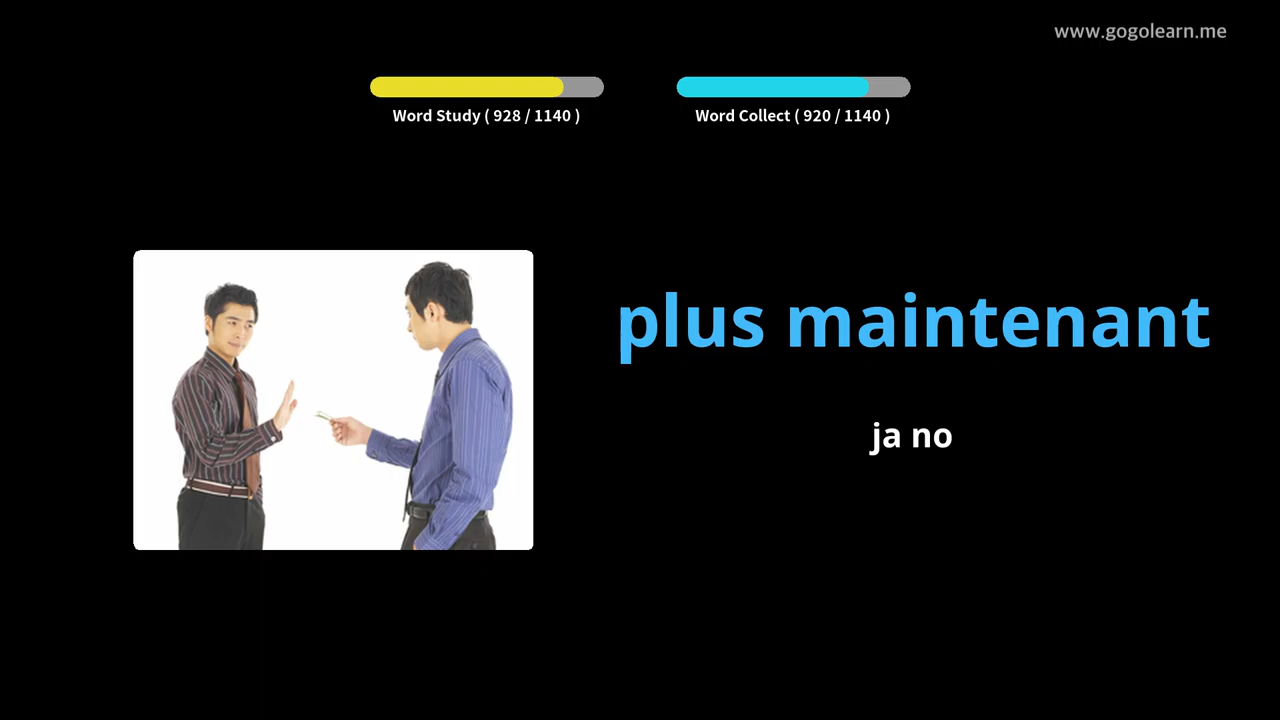 www.gogolearn.me
Word Study ( 928 / 1140 )
Word Collect ( 920 / 1140 )
plus maintenant
ja no